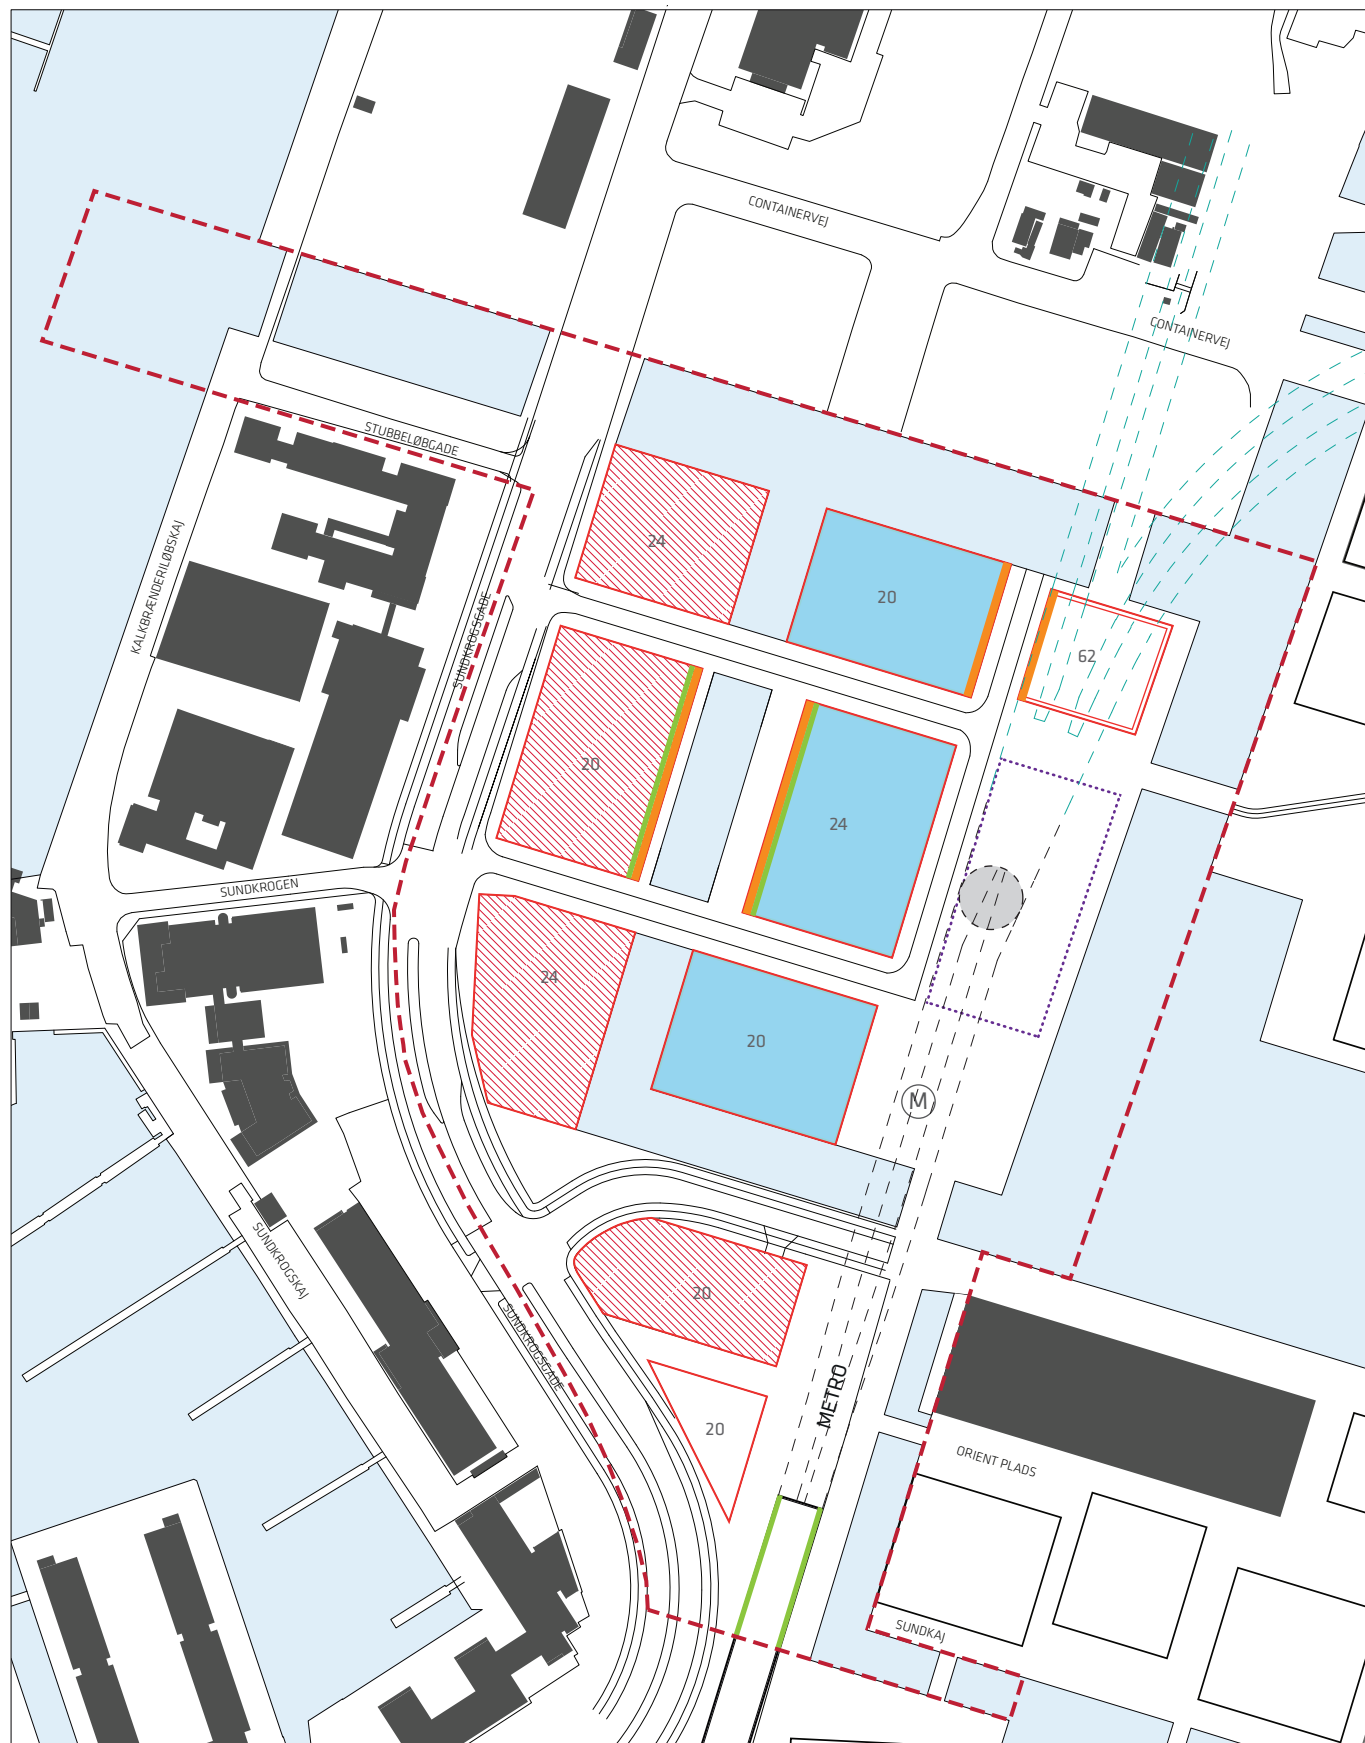 CONTAINERVEJ
CONTAINERVEJ
STUBBELØBGADE
24
20
KALKBRÆNDERILØBSKAJ
SUNDKROGSGADE
62
20
24
SUNDKROGEN
24
20
M
SUNDKROGSKAJ
20
SUNDKROGSGADE
METRO
20
ORIENT PLADS
SUNDKAJ